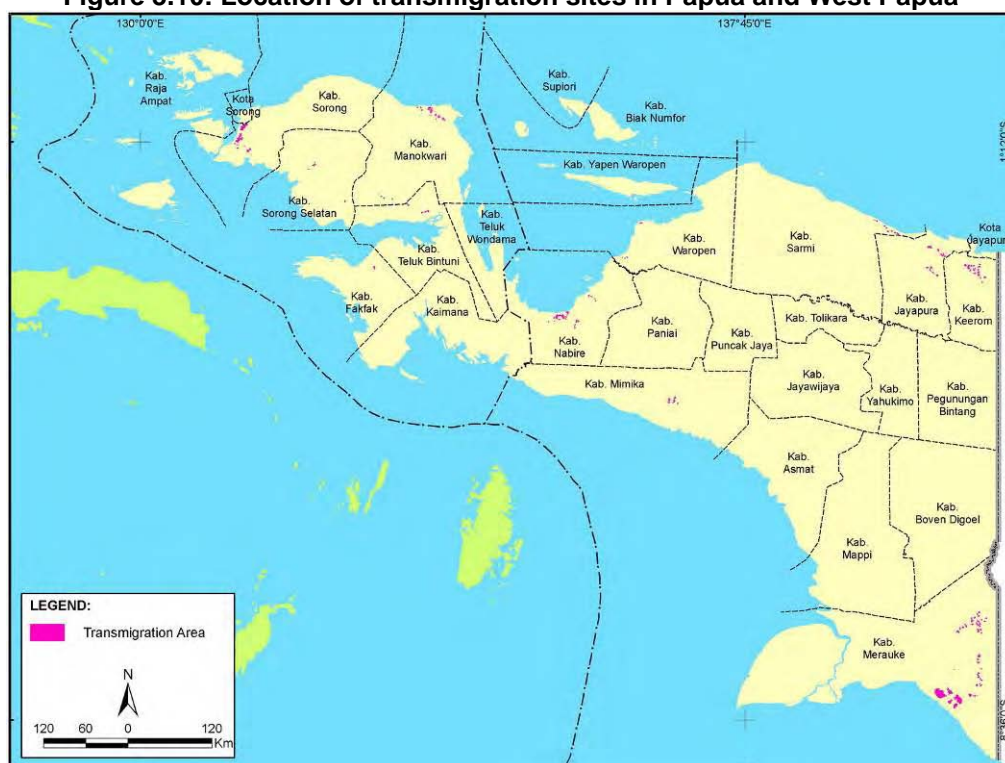 Figure 3.10: Location of transmigration sites in Papua and West Papua
130°0'0"E
137°45'0"E
Kab.
Raja
Ampat
Kota
Sorong
Kab.
Sorong
Kab.
Manokwari
Kab.
Supiori
Kab.
Biak Numfor
Kab. Yapen Waropen
1°12'0"S
Kab.
Sorong Selatan
Kab.
Teluk
Wondama
Kab.
Teluk Bintuni
Kab.
Fakfak
Kab.
Kaimana
Kab.
Waropen
Kab.
Sarmi
Kota
Jayapura
Kab.
Jayapura
Kab.
Keerom
Kab.
Nabire
Kab.
Paniai
Kab.
Puncak Jaya
Kab. Tolikara
Kab. Mimika
Kab.
Jayawijaya
Kab.
Yahukimo
Kab.
Pegunungan
Bintang
Kab.
Asmat
Kab.
Boven Digoel
Kab.
Mappi
Kab.
Merauke
LEGEND:
Transmigration Area
N
120 60 0 120
Km